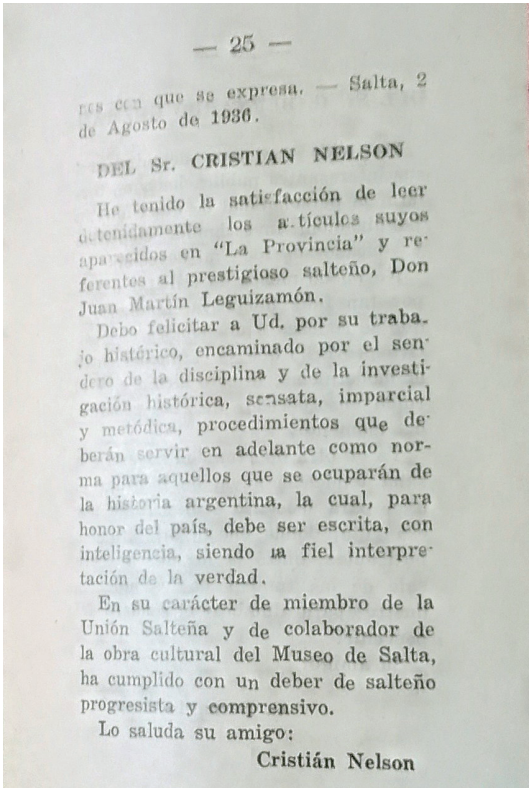 — 25 —
nos con que se expresa. — Salta, 2
de Agosto de 1936.
DEL Sr. CRISTIAN NELSON
He tenido la satisfacción de leer
detenidamente los a.tículos suyos
aparecidos en "La Provincia" y re-
ferentes al prestigioso salteño, Don
Juan Martín Leguizamón.
Debo felicitar a Ud. por su traba-
jo histérico, encaminado por el sen-
dero de la disciplina y de la investi-
gación histórica, sensata, imparcial
y metódica, procedimientos que de-
berán servir en adelante como nor-
ma para aquellos que se ocuparán de
la historia argentina, la cual, para
honor del país, debe ser escrita, con
inteligencia, siendo la fiel interpre-
tación de la verdad.
En su carácter de miembro de la
Unión Salteña y de colaborador de
la obra cultural del Museo de Salta,
ha cumplido con un deber de salteño
progresista y comprensivo.
Lo saluda su amigo:
Cristián Nelson